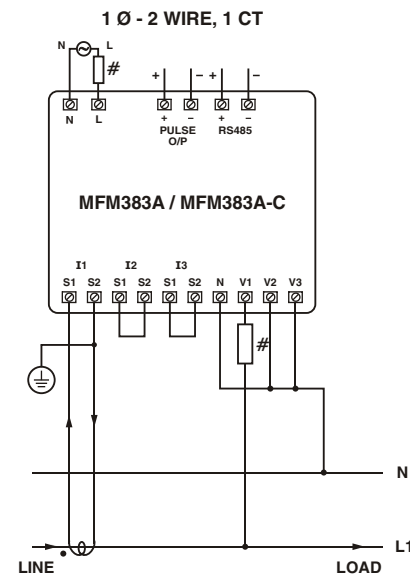 1 Ø - 2 WIRE, 1 CT
N L
#
+ – + –
N L + – + –
PULSE O/P RS485
MFM383A / MFM383A-C
I1 I2 I3
S1 S2 S1 S2 S1 S2 N V1 V2 V3
#
N
L1
LINE LOAD